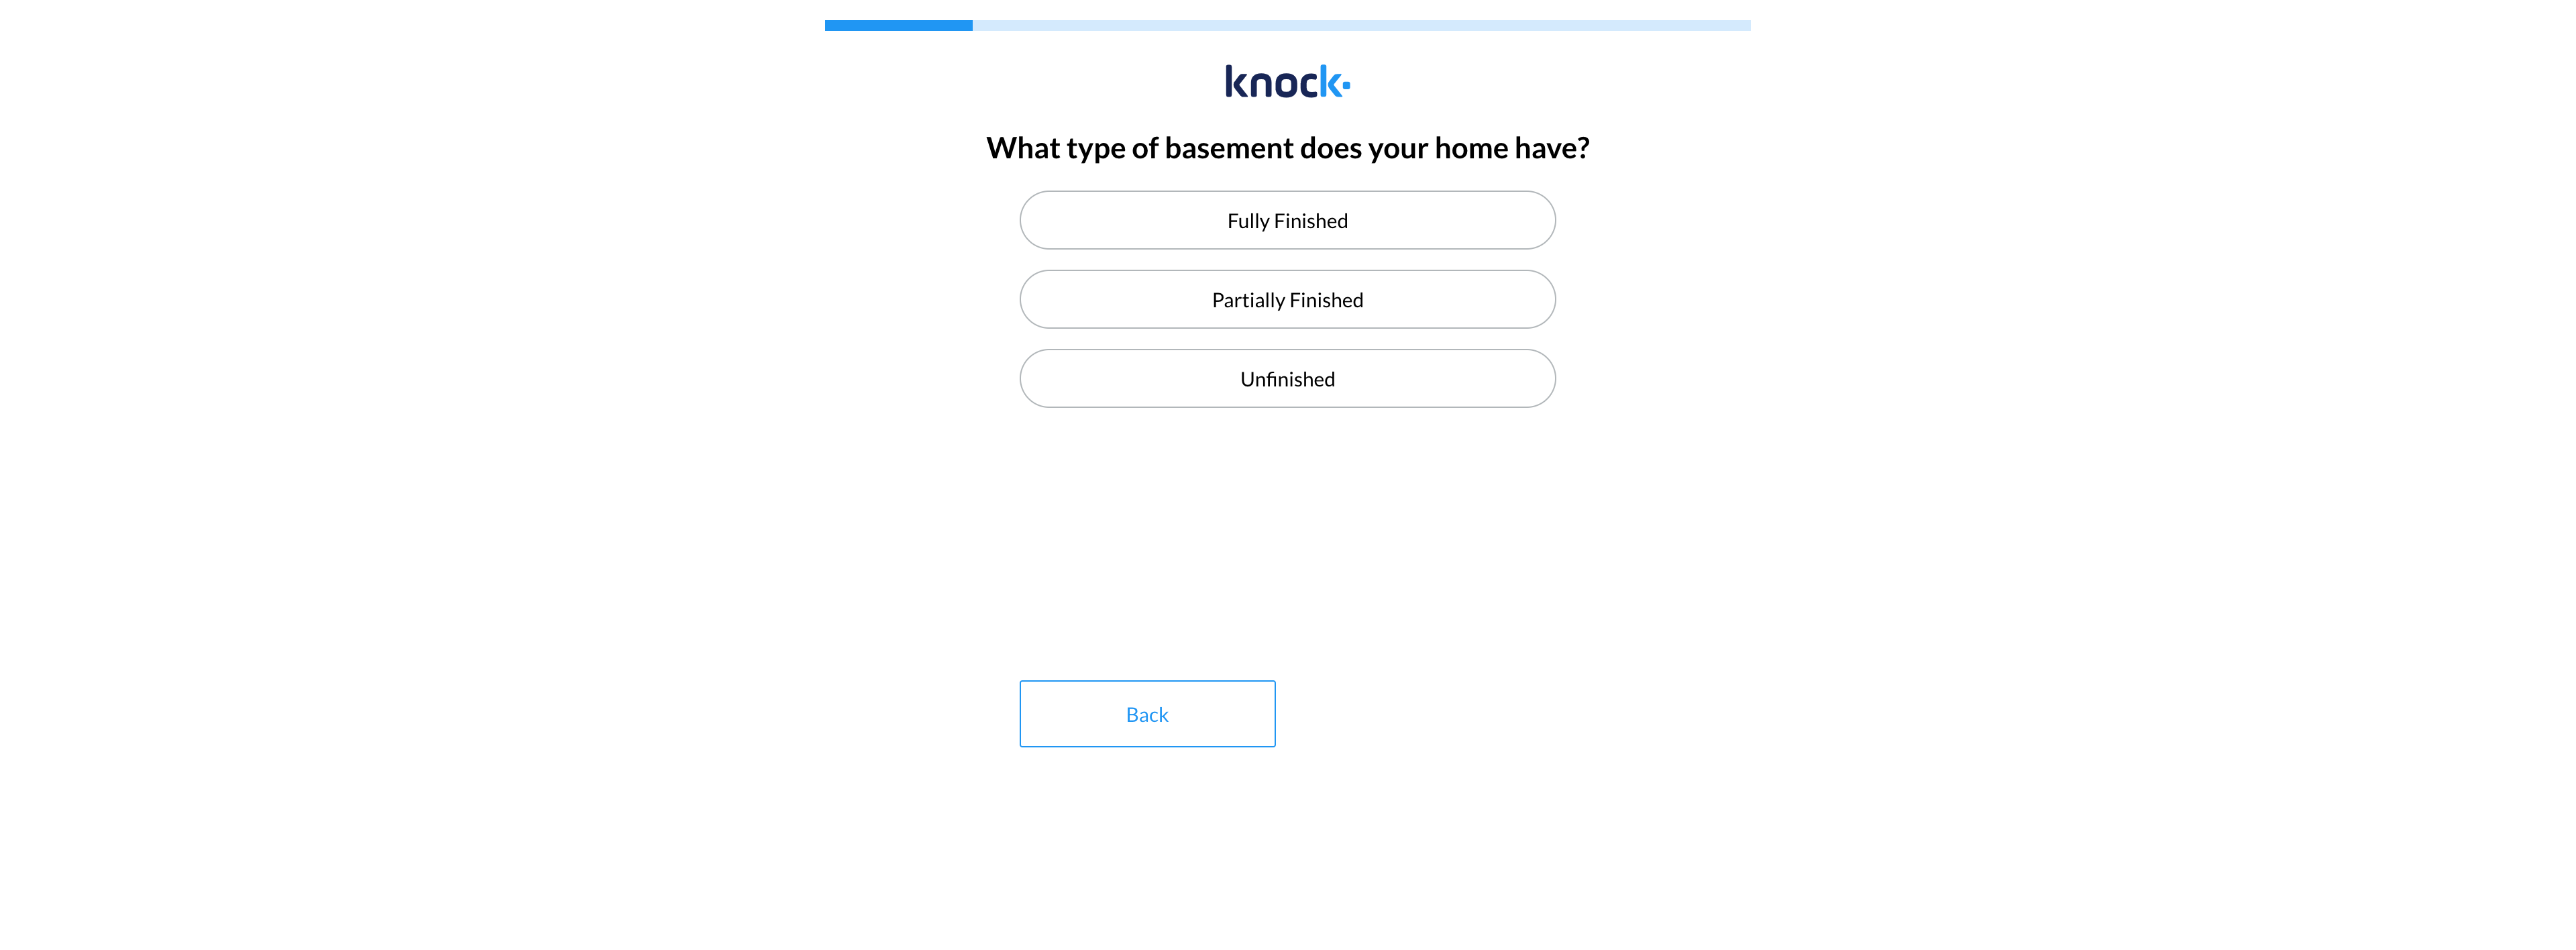 knock
What type of basement does your home have?
Fully Finished
Partially Finished
Unfinished
Back